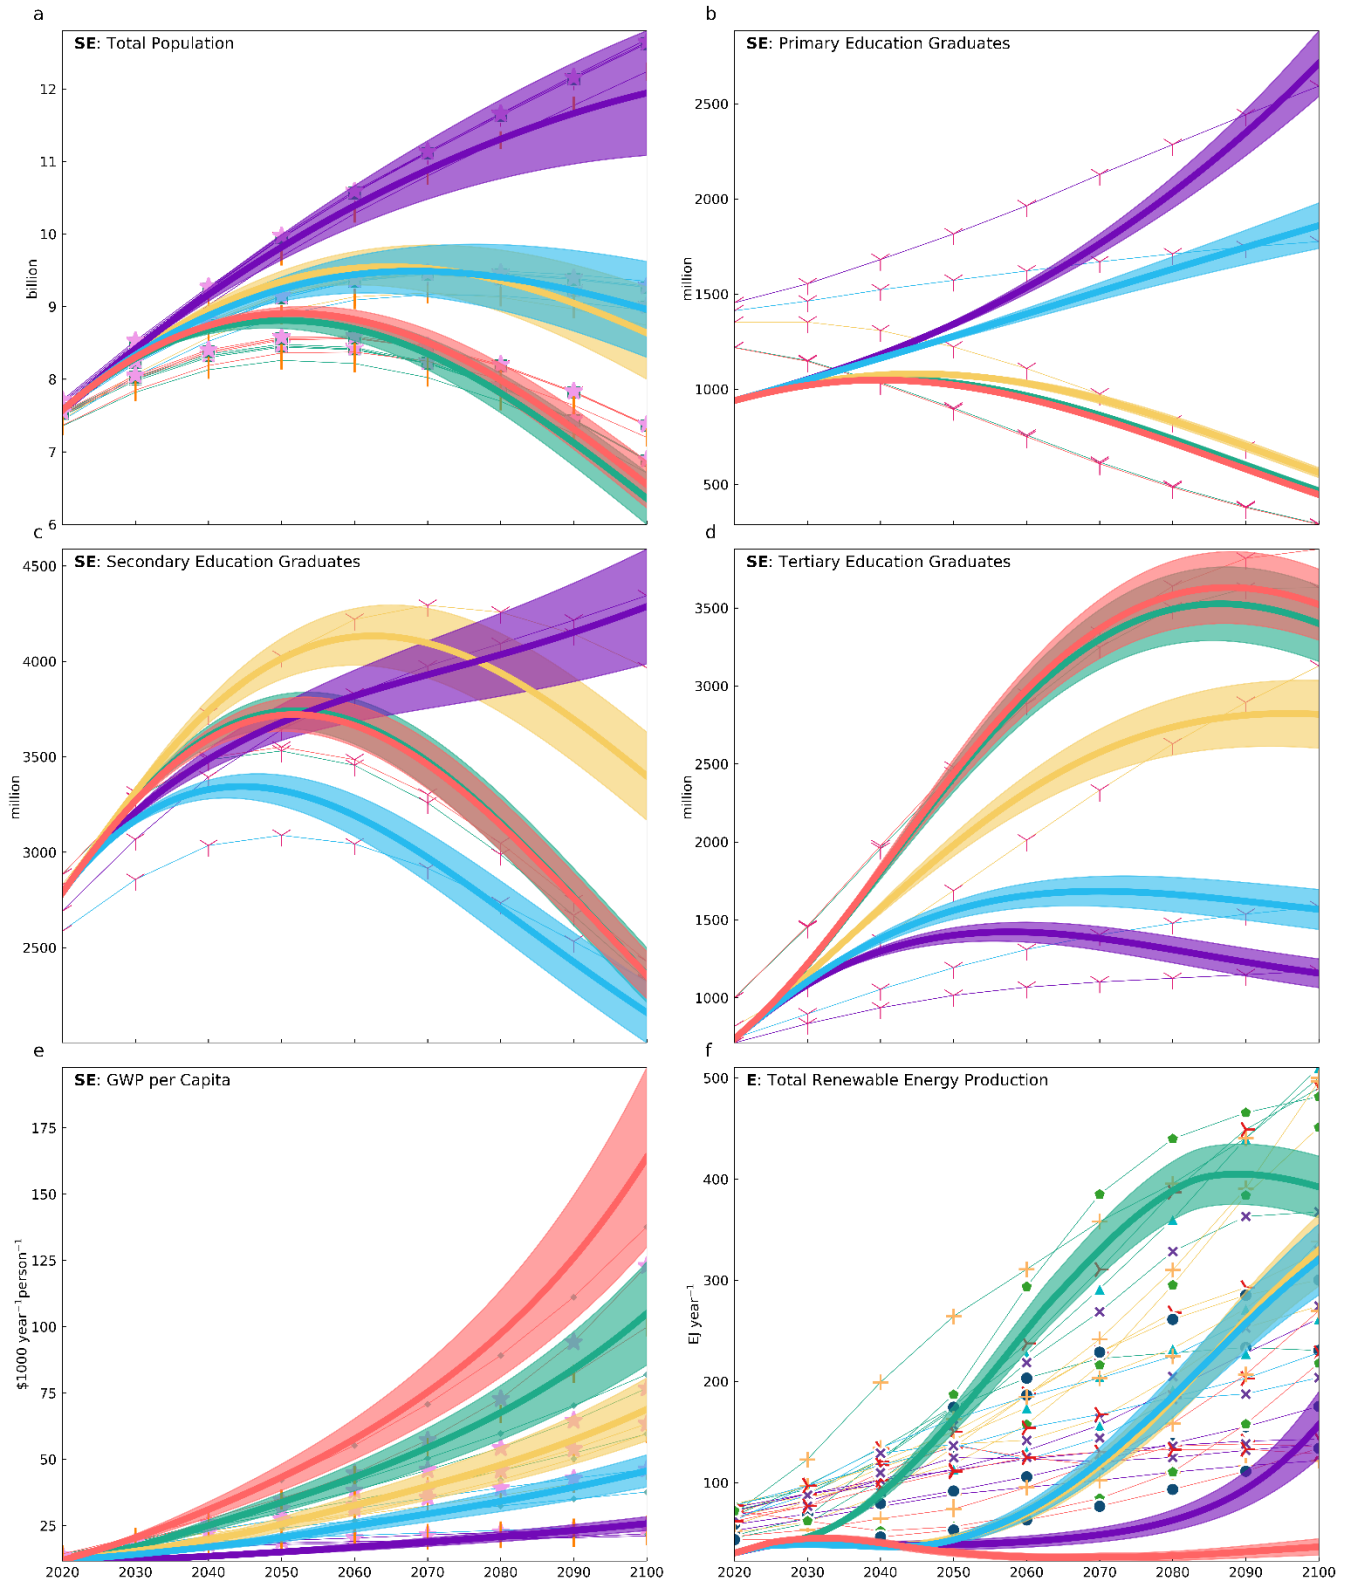 a
SE: Total Population
12
11
10
9
8
7
6
billion
b
SE: Primary Education Graduates
2500
2000
1500
1000
500
million
c
SE: Secondary Education Graduates
4500
4000
3500
3000
2500
million
d
SE: Tertiary Education Graduates
3500
3000
2500
2000
1500
1000
million
e
SE: GWP per Capita
175
150
125
100
75
50
25
$1000 year⁻¹person⁻¹
2020 2030 2040 2050 2060 2070 2080 2090 2100
f
E: Total Renewable Energy Production
500
400
300
200
100
EJ year⁻¹
2020 2030 2040 2050 2060 2070 2080 2090 2100